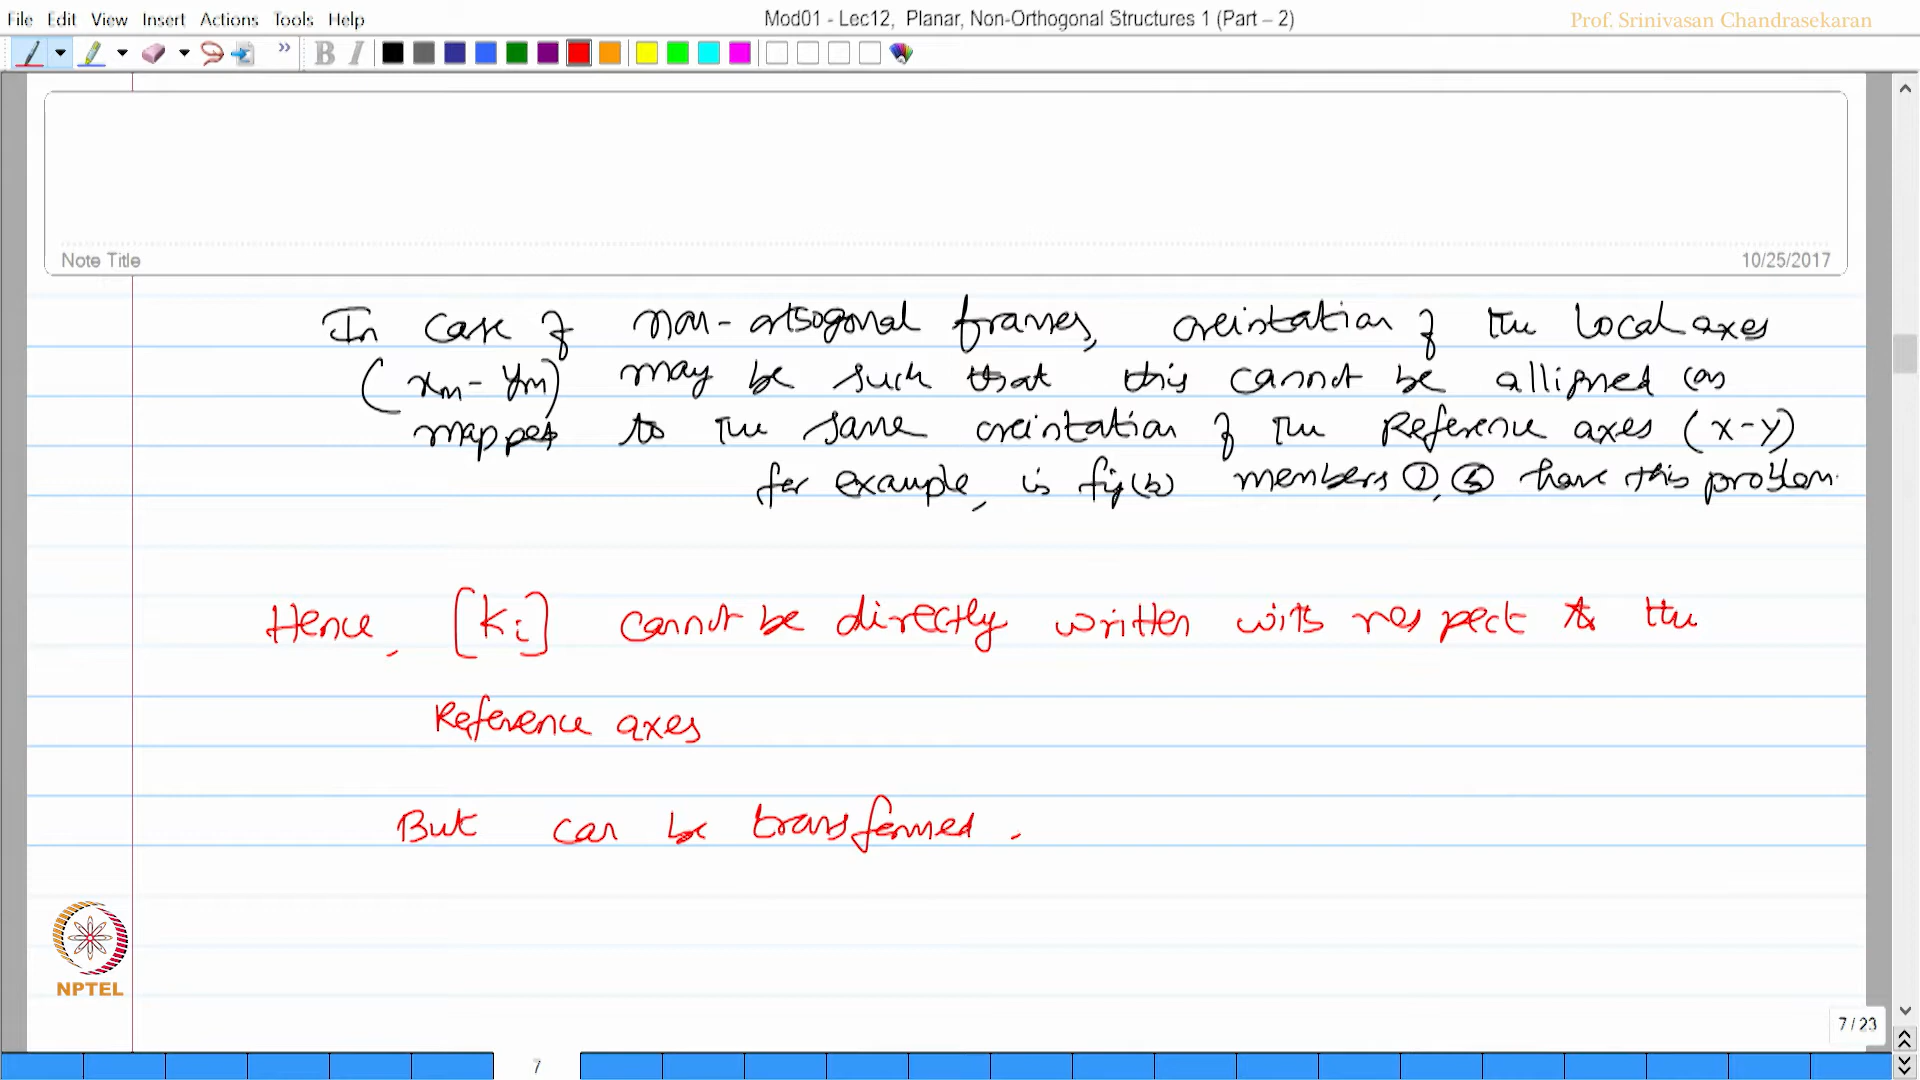 File Edit View Insert Actions Tools Help
Mod01 - Lec12, Planar, Non-Orthogonal Structures 1 (Part – 2)
Prof. Srinivasan Chandrasekaran
B I
Note Title
10/25/2017
In case of non-orthogonal frames, oreintation of the local axes
(xm - ym) may be such that this cannot be alligned (as
mapped to the same oreintation of the Reference axes (x-y)
for example, in fig(b) members ①, ③ have this problem.
Hence, [Ki] cannot be directly written with respect to the
Reference axes
But can be transformed.
NPTEL
7 / 23
7